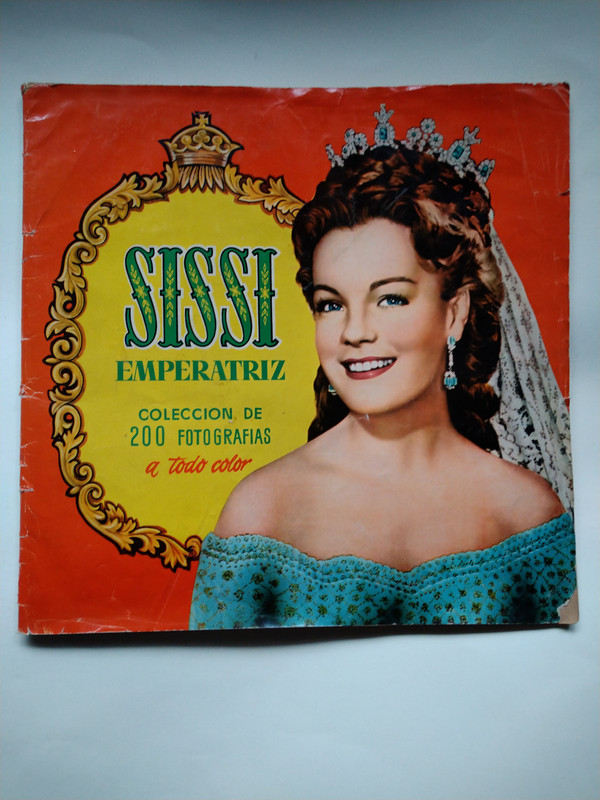 SISSI
EMPERATRIZ
COLECCION DE
200 FOTOGRAFIAS
a todo color